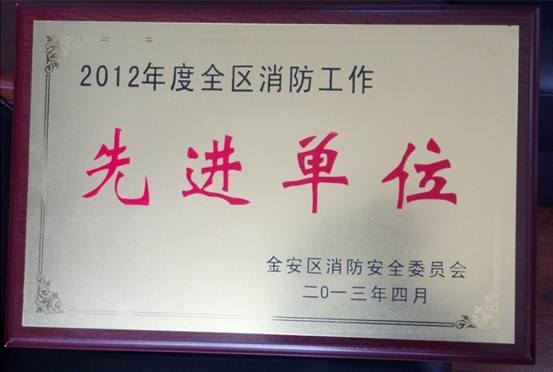 2012年度全区消防工作
先进单位
金安区消防安全委员会
二0一三年四月